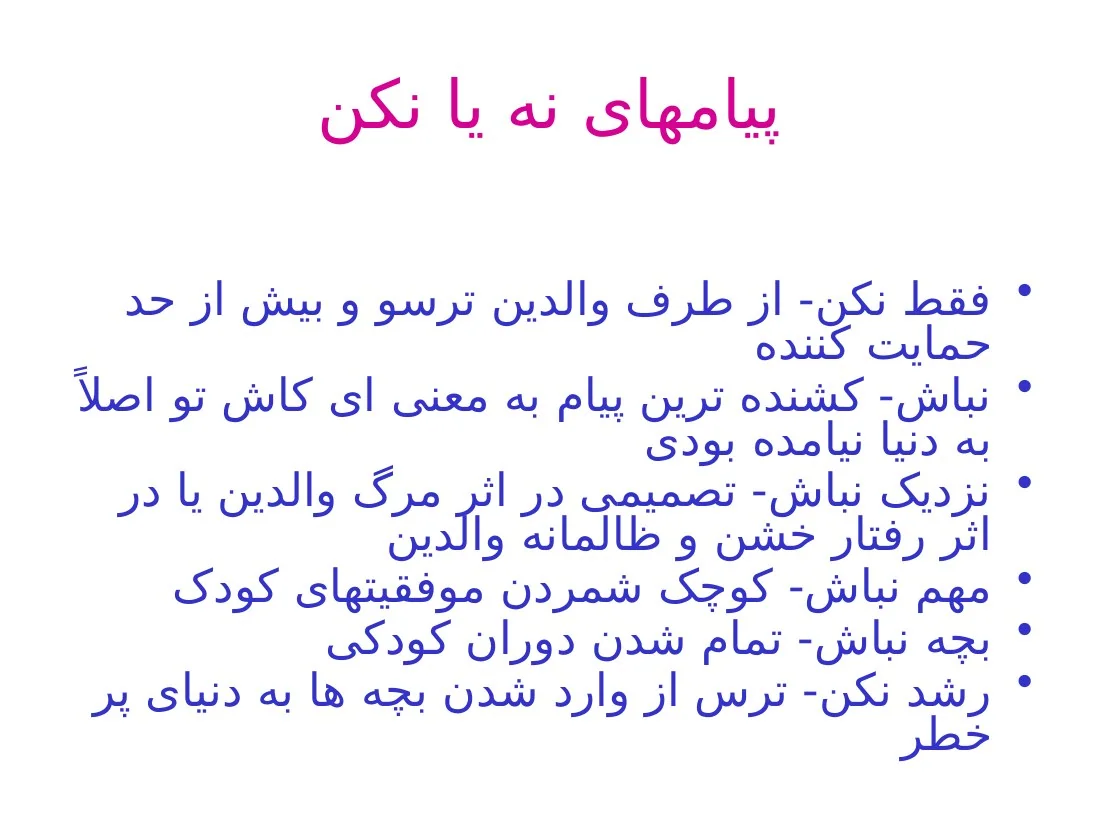 پیامهای نه یا نکن
• فقط نکن- از طرف والدین ترسو و بیش از حد
حمایت کننده
• نباش- کشنده ترین پیام به معنی ای کاش تو اصلاً
به دنیا نیامده بودی
• نزدیک نباش- تصمیمی در اثر مرگ والدین یا در
اثر رفتار خشن و ظالمانه والدین
• مهم نباش- کوچک شمردن موفقیتهای کودک
• بچه نباش- تمام شدن دوران کودکی
• رشد نکن- ترس از وارد شدن بچه ها به دنیای پر
خطر